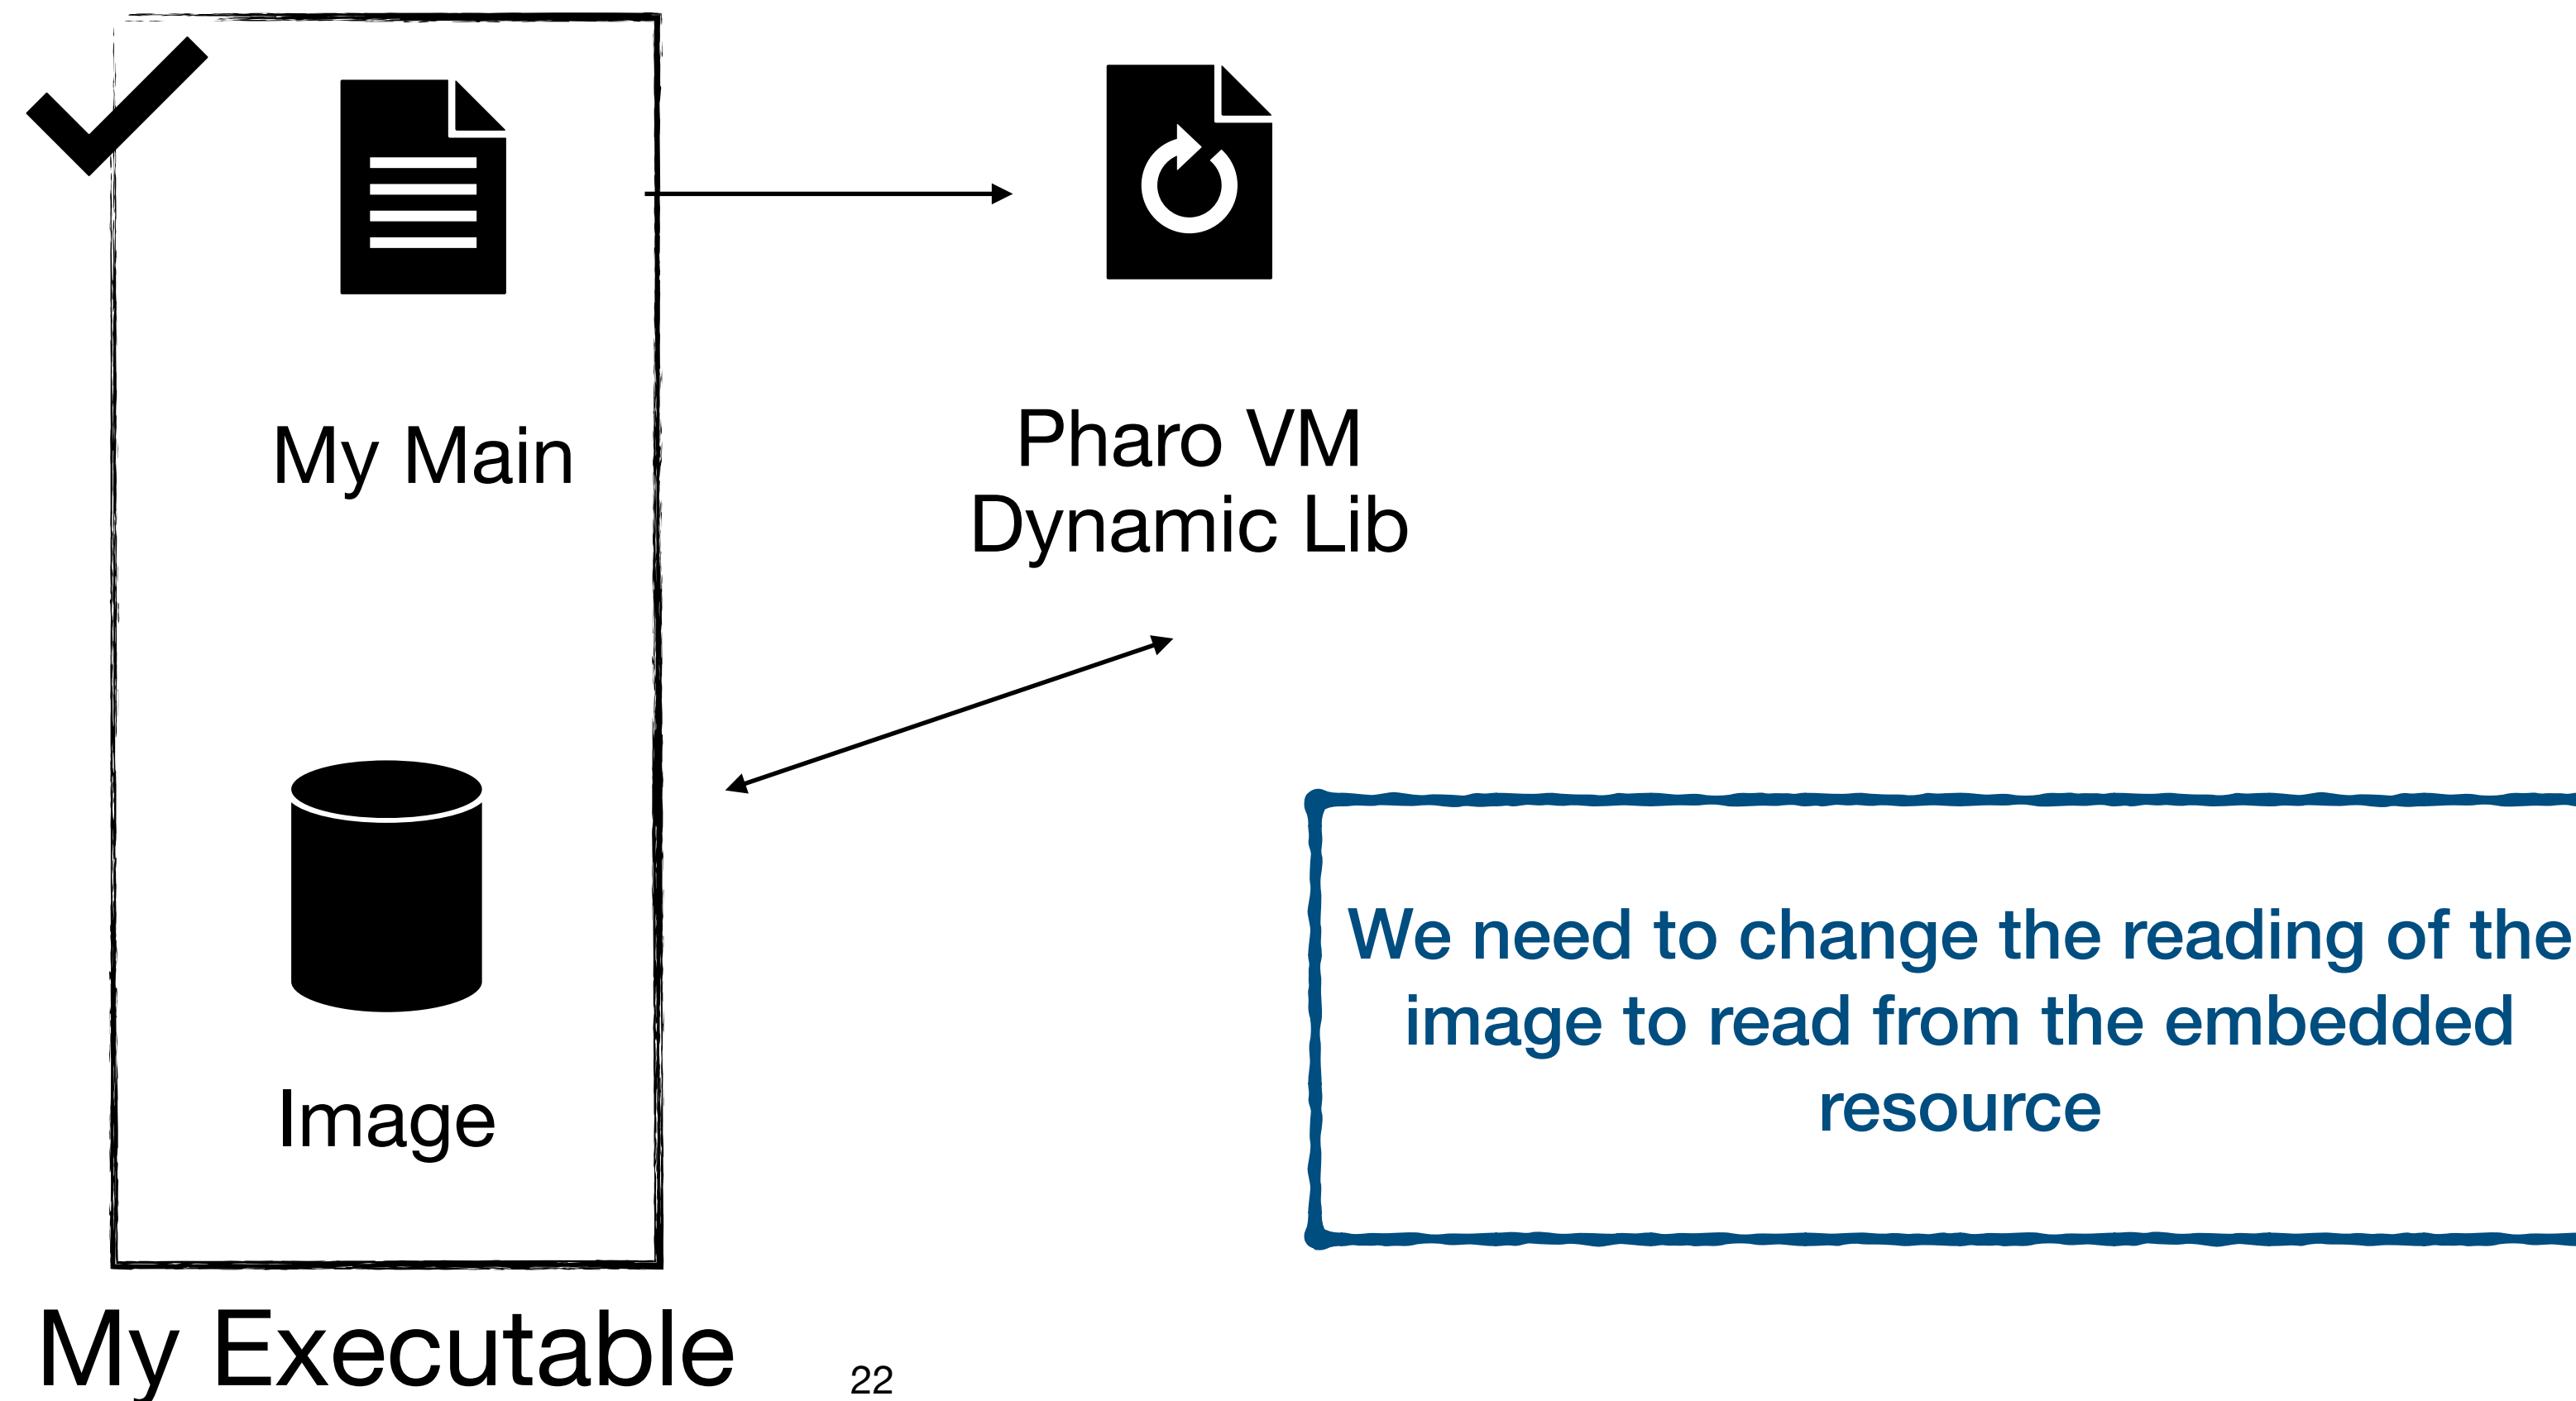 My Main
Pharo VM
Dynamic Lib
Image
We need to change the reading of the
image to read from the embedded
resource
My Executable
22